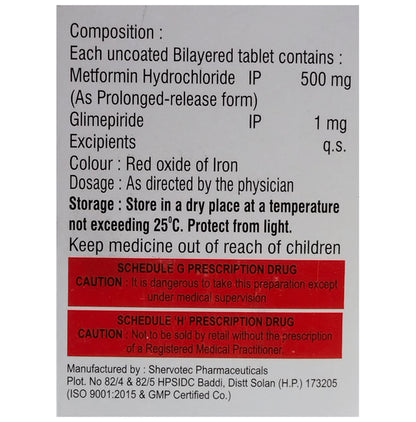 Composition :
Each uncoated Bilayered tablet contains :
Metformin Hydrochloride IP 500 mg
(As Prolonged-release form)
Glimepiride IP 1 mg
Excipients q.s.
Colour : Red oxide of Iron
Dosage : As directed by the physician
Storage : Store in a dry place at a temperature
not exceeding 25⁰C. Protect from light.
Keep medicine out of reach of children
SCHEDULE G PRESCRIPTION DRUG
CAUTION : It is dangerous to take this preparation except
under medical supervision
SCHEDULE 'H' PRESCRIPTION DRUG
CAUTION : Not to be sold by retail without the prescription
of a Registered Medical Practitioner.
Manufactured by : Shervotec Pharmaceuticals
Plot. No 82/4 & 82/5 HPSIDC Baddi, Distt Solan (H.P.) 173205
(ISO 9001:2015 & GMP Certified Co.)